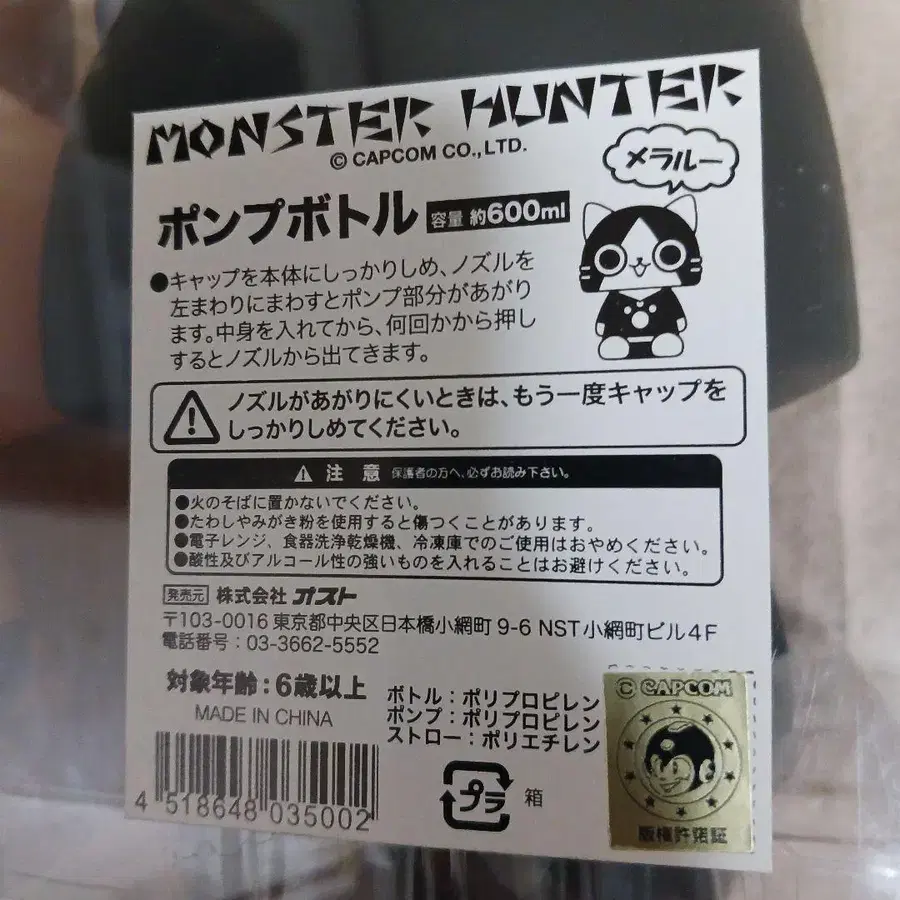 MONSTER HUNTER
© CAPCOM CO.,LTD.
メラルー
ポンプボトル 容量 約600ml
●キャップを本体にしっかりしめ、ノズルを
左まわりにまわすとポンプ部分があがり
ます。中身を入れてから、何回かから押し
するとノズルから出てきます。
ノズルがあがりにくいときは、もう一度キャップを
しっかりしめてください。
注意 保護者の方へ、必ずお読み下さい。
●火のそばに置かないでください。
●たわしやみがき粉を使用すると傷つくことがあります。
●電子レンジ、食器洗浄乾燥機、冷凍庫でのご使用はおやめください。
●酸性及びアルコール性の強いものを入れることはお避けください。
発売元 株式会社 オスト
〒103-0016 東京都中央区日本橋小網町 9-6 NST小網町ビル4F
電話番号：03-3662-5552
対象年齢：6歳以上
MADE IN CHINA
ボトル：ポリプロピレン
ポンプ：ポリプロピレン
ストロー：ポリエチレン
4 518648 035002
プラ 箱
© CAPCOM
版権許諾証